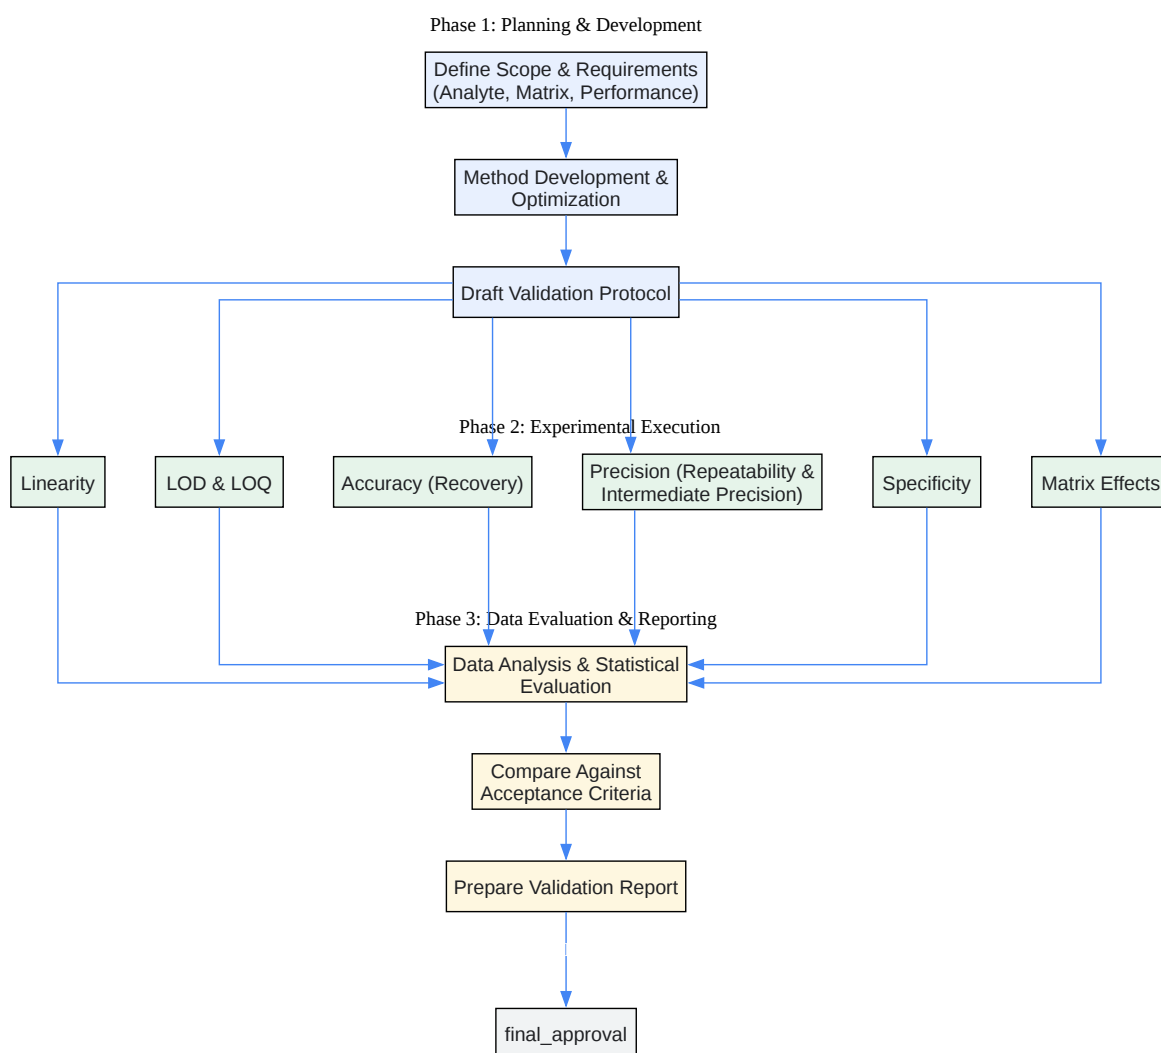 Phase 1: Planning & Development
Define Scope & Requirements
(Analyte, Matrix, Performance)
Method Development &
Optimization
Draft Validation Protocol
Phase 2: Experimental Execution
Linearity
LOD & LOQ
Accuracy (Recovery)
Precision (Repeatability &
Intermediate Precision)
Specificity
Matrix Effects
Phase 3: Data Evaluation & Reporting
Data Analysis & Statistical
Evaluation
Compare Against
Acceptance Criteria
Prepare Validation Report
final_approval